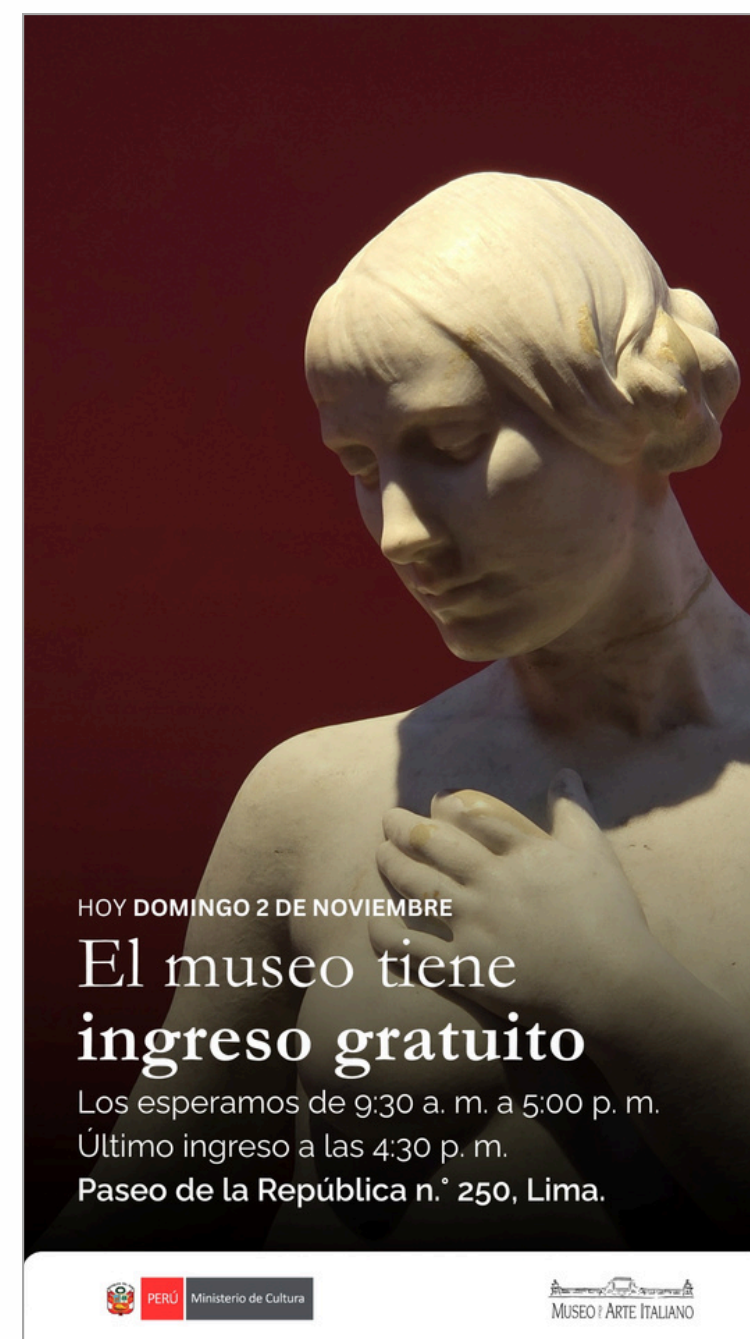 HOY DOMINGO 2 DE NOVIEMBRE
El museo tiene
ingreso gratuito
Los esperamos de 9:30 a. m. a 5:00 p. m.
Último ingreso a las 4:30 p. m.
Paseo de la República n.° 250, Lima.
PERÚ Ministerio de Cultura
MUSEO DE ARTE ITALIANO